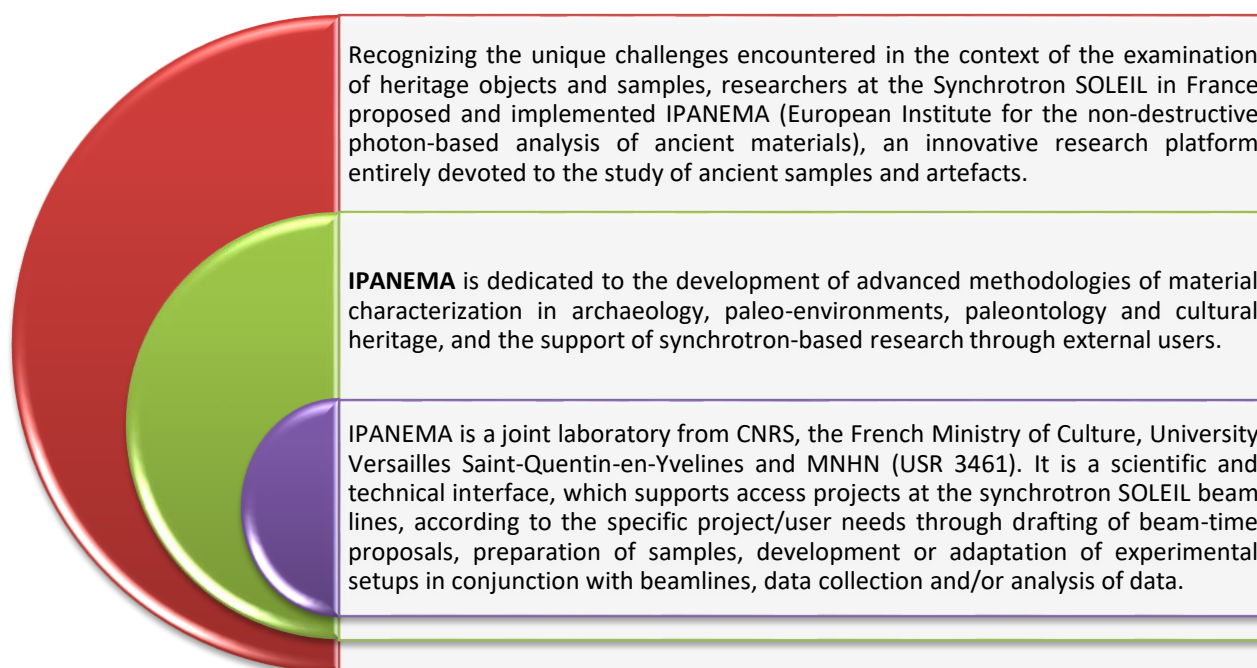 Recognizing the unique challenges encountered in the context of the examination
of heritage objects and samples, researchers at the Synchrotron SOLEIL in France
proposed and implemented IPANEMA (European Institute for the non-destructive
photon-based analysis of ancient materials), an innovative research platform
entirely devoted to the study of ancient samples and artefacts.
IPANEMA is dedicated to the development of advanced methodologies of material
characterization in archaeology, paleo-environments, paleontology and cultural
heritage, and the support of synchrotron-based research through external users.
IPANEMA is a joint laboratory from CNRS, the French Ministry of Culture, University
Versailles Saint-Quentin-en-Yvelines and MNHN (USR 3461). It is a scientific and
technical interface, which supports access projects at the synchrotron SOLEIL beam
lines, according to the specific project/user needs through drafting of beam-time
proposals, preparation of samples, development or adaptation of experimental
setups in conjunction with beamlines, data collection and/or analysis of data.